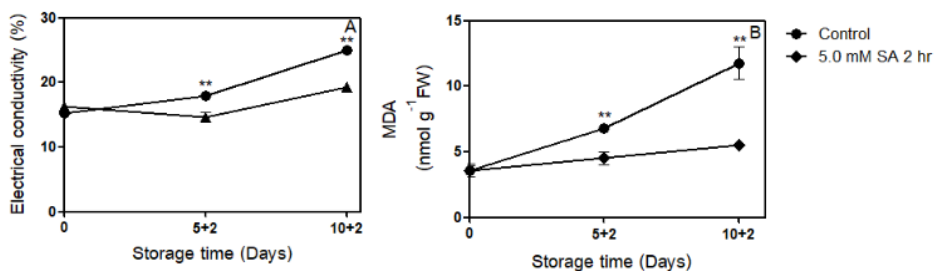 Electrical conductivity (%)
30
20
10
0
A
**
**
0
5+2
10+2
Storage time (Days)
MDA
(nmol g⁻¹ FW)
15
10
5
0
B
**
**
0
5+2
10+2
Storage time (Days)
Control
5.0 mM SA 2 hr